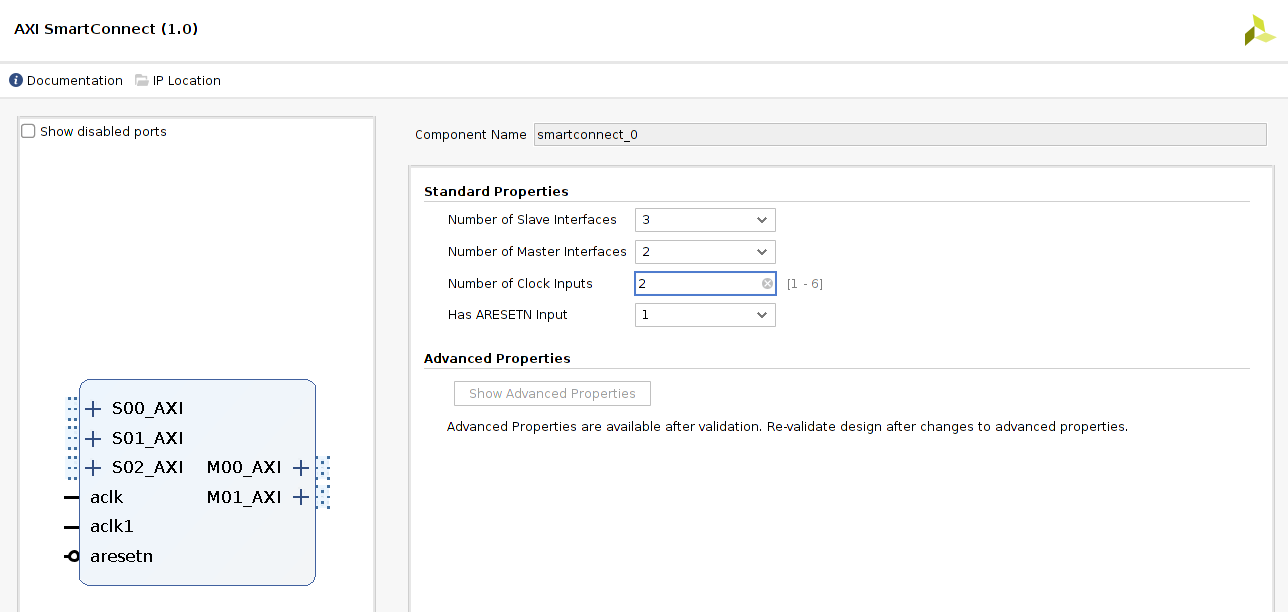 AXI SmartConnect (1.0)
Documentation IP Location
Show disabled ports
S00_AXI
S01_AXI
S02_AXI M00_AXI
aclk M01_AXI
aclk1
aresetn
Component Name smartconnect_0
Standard Properties
Number of Slave Interfaces 3
Number of Master Interfaces 2
Number of Clock Inputs 2 [1 - 6]
Has ARESETN Input 1
Advanced Properties
Show Advanced Properties
Advanced Properties are available after validation. Re-validate design after changes to advanced properties.